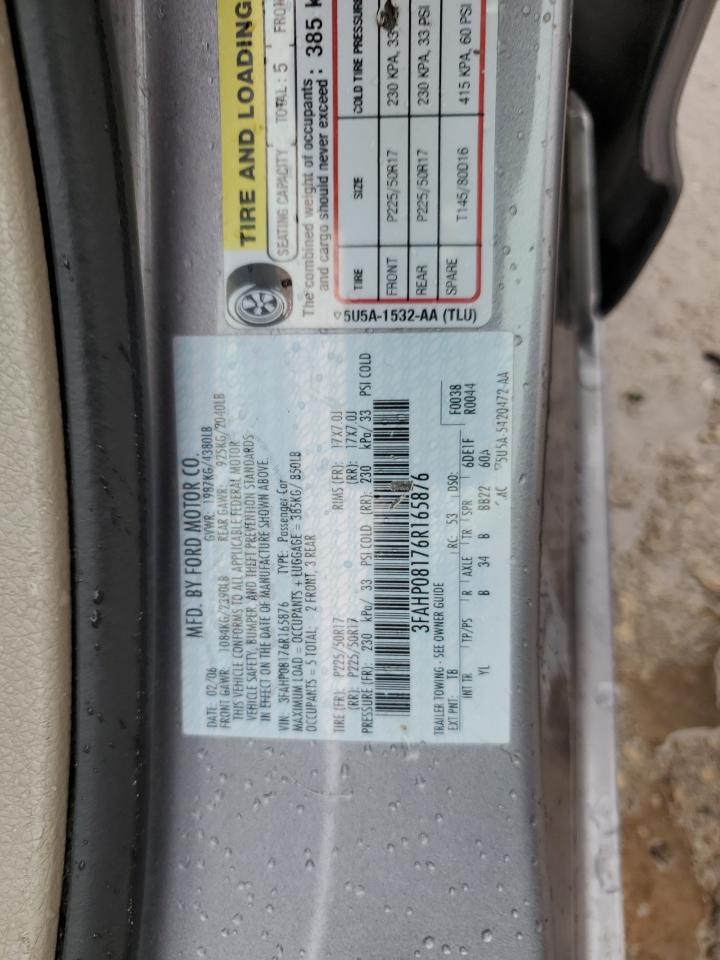 TIRE AND LOADING
SEATING CAPACITY TOTAL : 5 FRON
The combined weight of occupants
and cargo should never exceed : 385 K
TIRE SIZE COLD TIRE PRESSURE
FRONT P225/50R17 230 KPA, 33
REAR P225/50R17 230 KPA, 33 PSI
SPARE T145/80D16 415 KPA, 60 PSI
5U5A-1532-AA (TLU)
MFD. BY FORD MOTOR CO.
DATE: 02/06 GVWR: 1987KG/4380LB
FRONT GAWR: 1084KG/2390LB REAR GAWR: 925KG/2040LB
THIS VEHICLE CONFORMS TO ALL APPLICABLE FEDERAL MOTOR
VEHICLE SAFETY, BUMPER, AND THEFT PREVENTION STANDARDS
IN EFFECT ON THE DATE OF MANUFACTURE SHOWN ABOVE.
VIN: 3FAHP08176R165876 TYPE: Passenger Car
MAXIMUM LOAD = OCCUPANTS + LUGGAGE = 385KG/ 850LB
OCCUPANTS = 5 TOTAL: 2 FRONT, 3 REAR
TIRE (FR): P225/50R17 RIMS (FR): 17X7.0J
(RR): P225/50R17 (RR): 17X7.0J
PRESSURE (FR): 230 kPa/ 33 PSI COLD (RR): 230 kPa/ 33 PSI COLD
3FAHP08176R165876
TRAILER TOWING - SEE OWNER GUIDE F0038
EXT PNT: T8 RC: 53 DSO: R0044
INT TR TP/PS R AXLE TR SPR 6DE1F
YL B 34 B BB22 60A
5U5A-5420472-AA